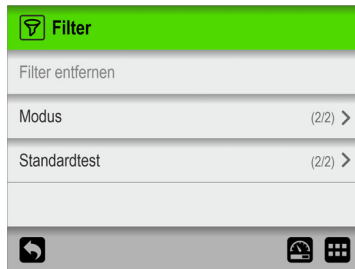 Filter
Filter entfernen
Modus (2/2)
Standardtest (2/2)